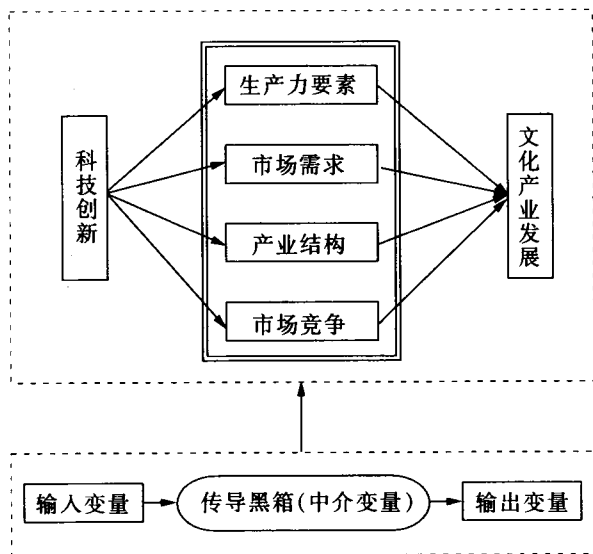 生产力要素
科技创新
市场需求
产业结构
市场竞争
文化产业发展
输入变量
传导黑箱(中介变量)
输出变量